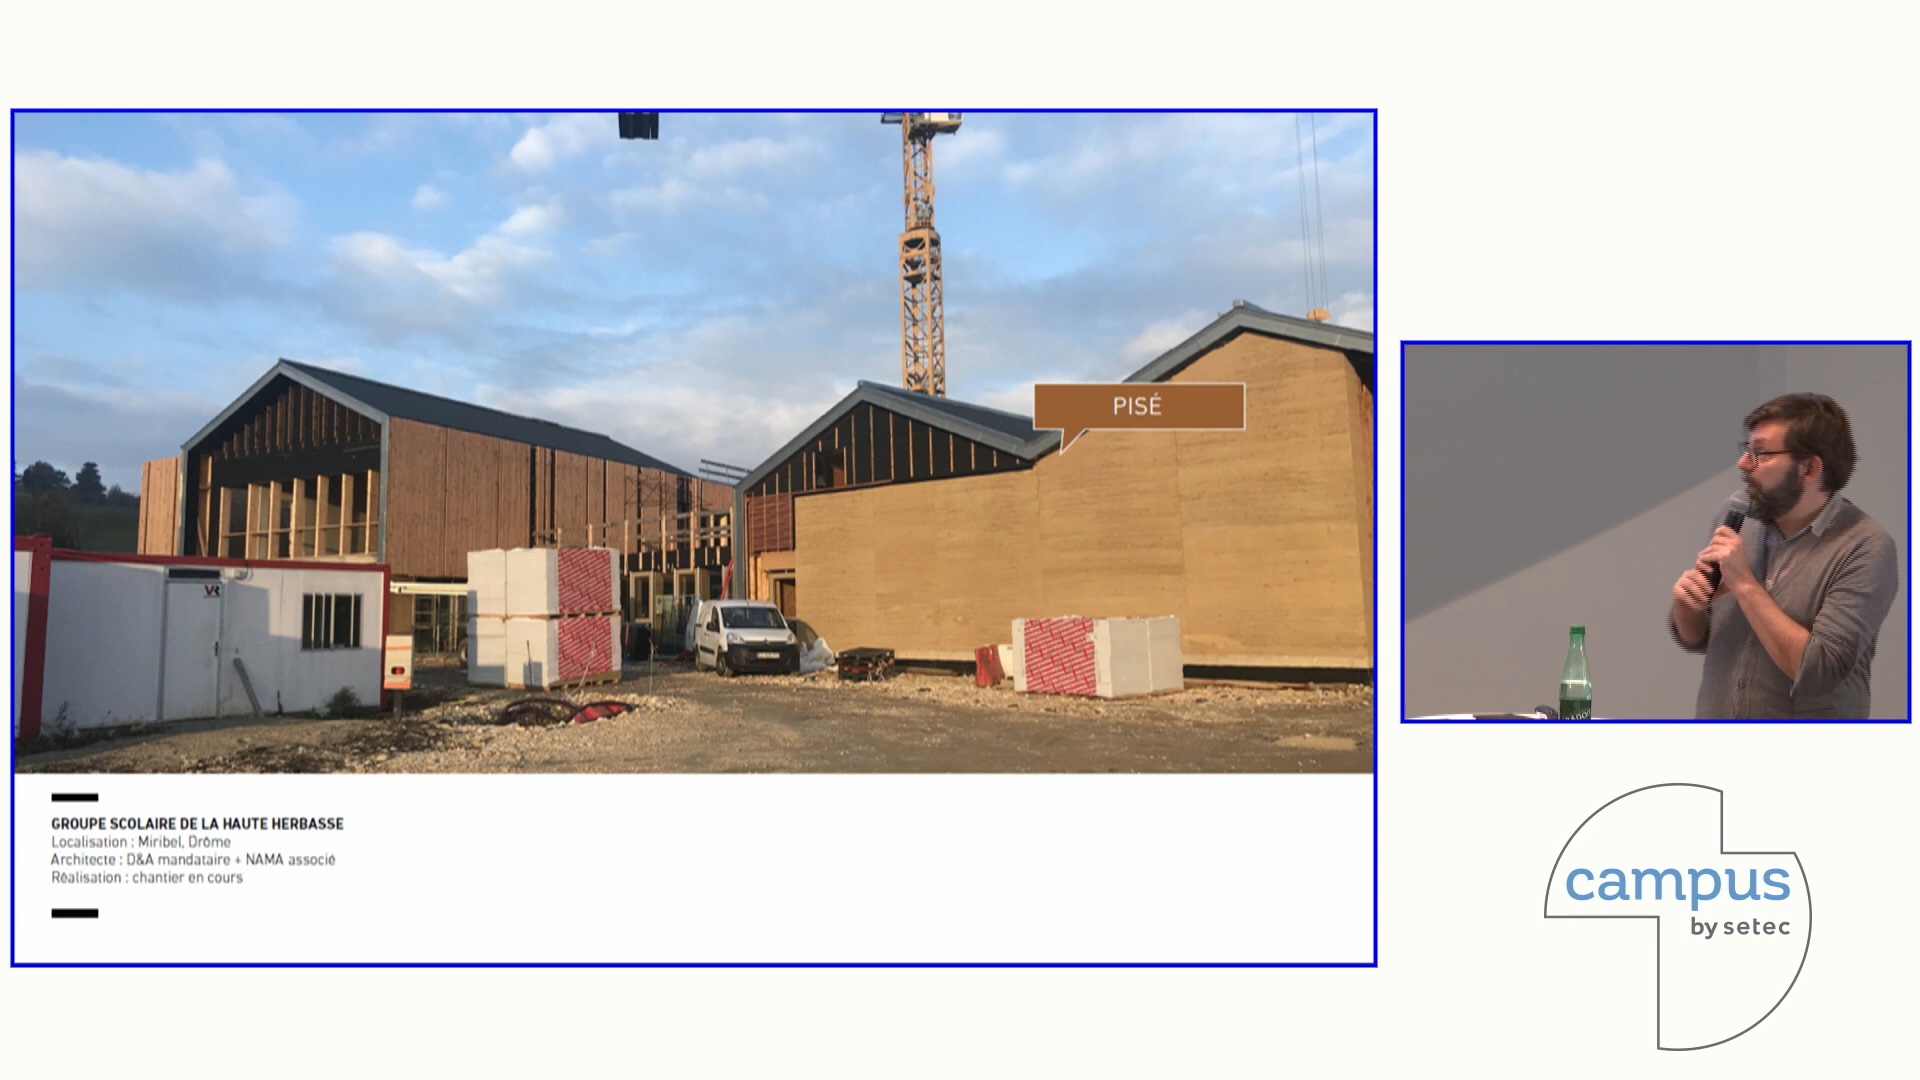 PISÉ
VR
GROUPE SCOLAIRE DE LA HAUTE HERBASSE
Localisation : Miribel, Drôme
Architecte : D&A mandataire + NAMA associé
Réalisation : chantier en cours
campus
by setec